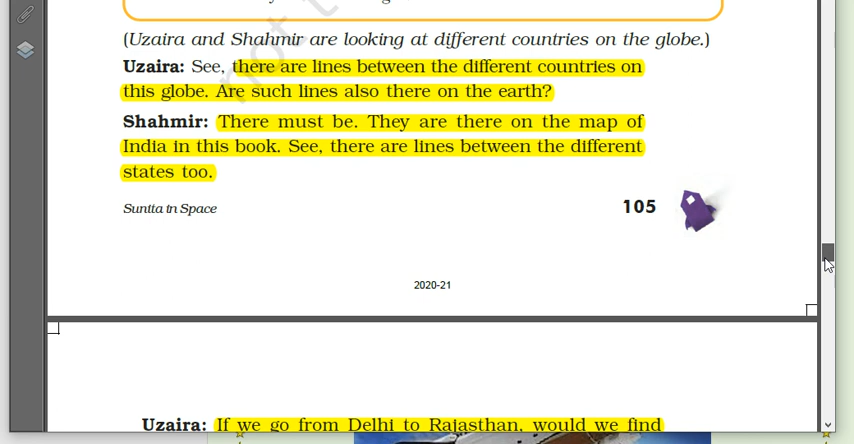 (Uzaira and Shahmir are looking at different countries on the globe.)
Uzaira: See, there are lines between the different countries on
this globe. Are such lines also there on the earth?
Shahmir: There must be. They are there on the map of
India in this book. See, there are lines between the different
states too.
Sunita in Space
105
2020-21
Uzaira: If we go from Delhi to Rajasthan, would we find